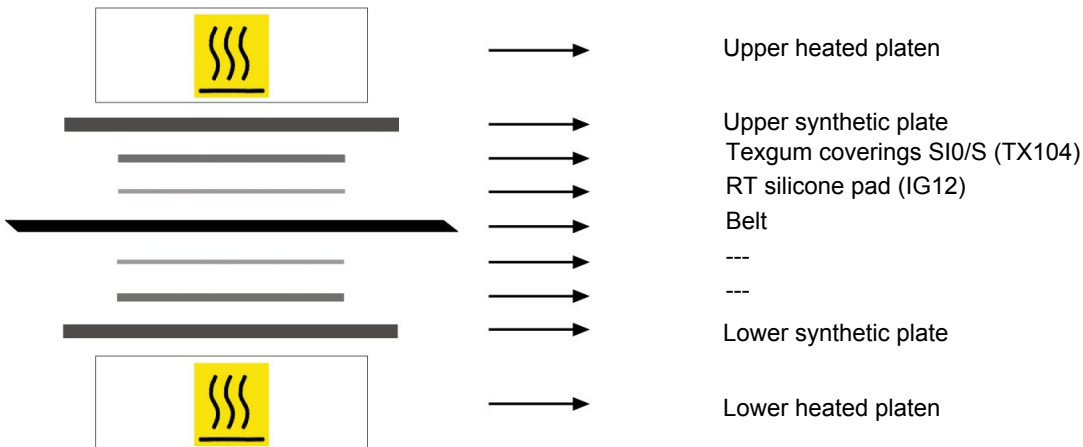 Upper heated platen
Upper synthetic plate
Texgum coverings SI0/S (TX104)
RT silicone pad (IG12)
Belt
---
---
Lower synthetic plate
Lower heated platen